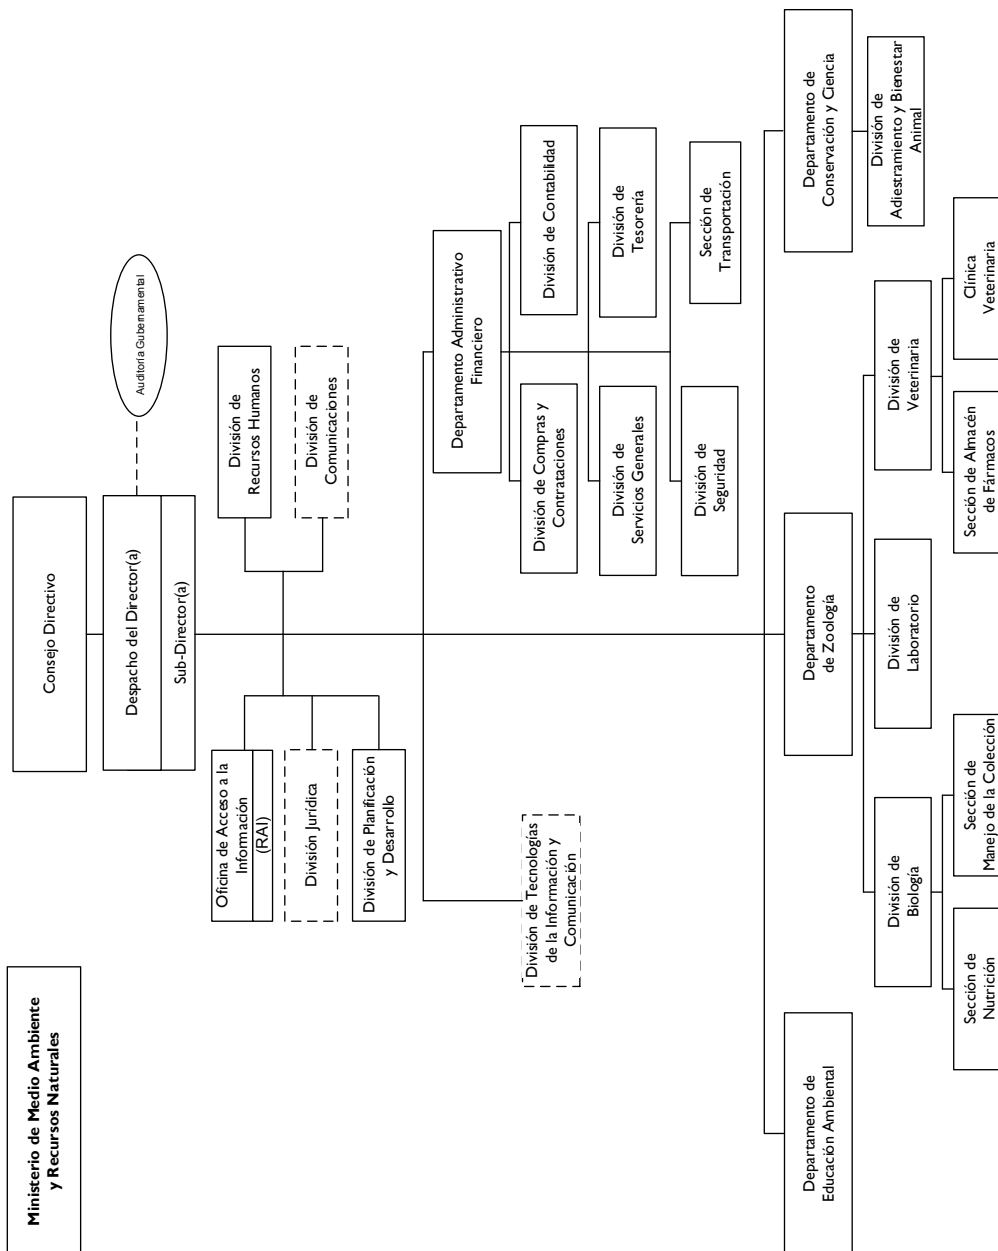 Ministerio de Medio Ambiente
y Recursos Naturales
Consejo Directivo
Despacho del Director(a)
Sub-Director(a)
Auditoría Gubernamental
Oficina de Acceso a la
Información
(RAI)
División Jurídica
División de Planificación
y Desarrollo
División de
Recursos Humanos
División de
Comunicaciones
División de Tecnologías
de la Información y
Comunicación
Departamento Administrativo
Financiero
División de Compras y
Contrataciones
División de Contabilidad
División de
Servicios Generales
División de
Tesorería
División de
Seguridad
Sección de
Transportación
Departamento de
Educación Ambiental
Departamento
de Zoología
Departamento de
Conservación y Ciencia
División de
Biología
División de
Laboratorio
División de
Veterinaria
División de
Adiestramiento y Bienestar
Animal
Sección de
Nutrición
Sección de
Manejo de la Colección
Sección de Almacén
de Fármacos
Clínica
Veterinaria